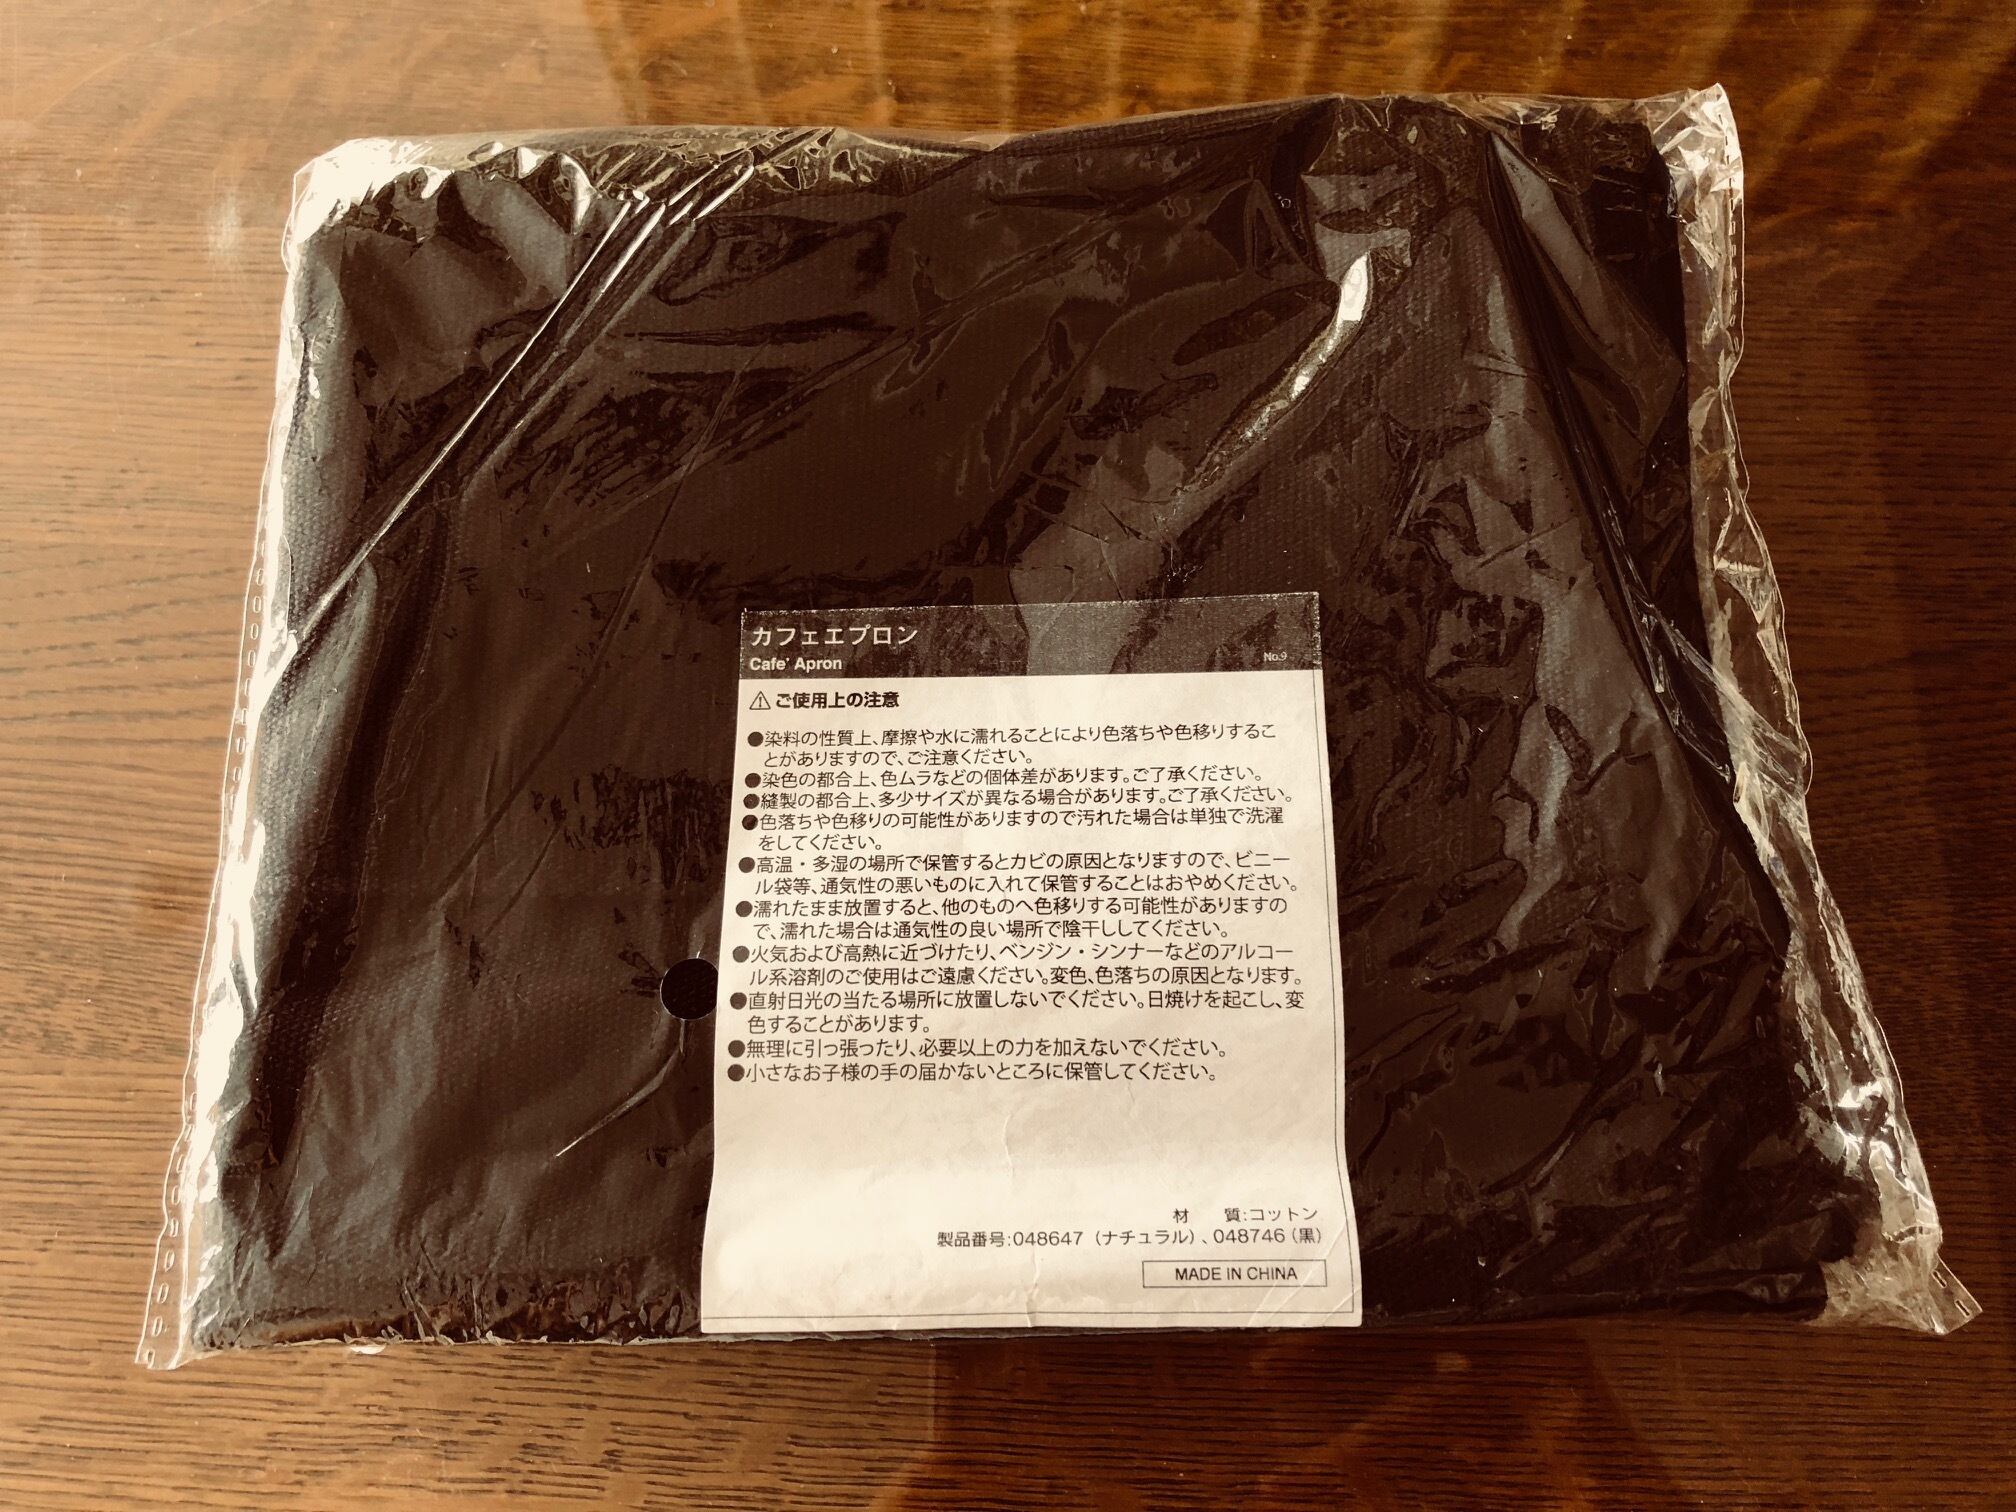 カフェエプロン
Cafe' Apron
No.9
⚠ご使用上の注意
●染料の性質上、摩擦や水に濡れることにより色落ちや色移りするこ
とがありますので、ご注意ください。
●染色の都合上、色ムラなどの個体差があります。ご了承ください。
●縫製の都合上、多少サイズが異なる場合があります。ご了承ください。
●色落ちや色移りの可能性がありますので汚れた場合は単独で洗濯
をしてください。
●高温・多湿の場所で保管するとカビの原因となりますので、ビニー
ル袋等、通気性の悪いものに入れて保管することはおやめください。
●濡れたまま放置すると、他のものへ色移りする可能性がありますの
で、濡れた場合は通気性の良い場所で陰干ししてください。
●火気および高熱に近づけたり、ベンジン・シンナーなどのアルコー
ル系溶剤のご使用はご遠慮ください。変色、色落ちの原因となります。
●直射日光の当たる場所に放置しないでください。日焼けを起こし、変
色することがあります。
●無理に引っ張ったり、必要以上の力を加えないでください。
●小さなお子様の手の届かないところに保管してください。
材　質:コットン
製品番号:048647（ナチュラル）、048746（黒）
MADE IN CHINA